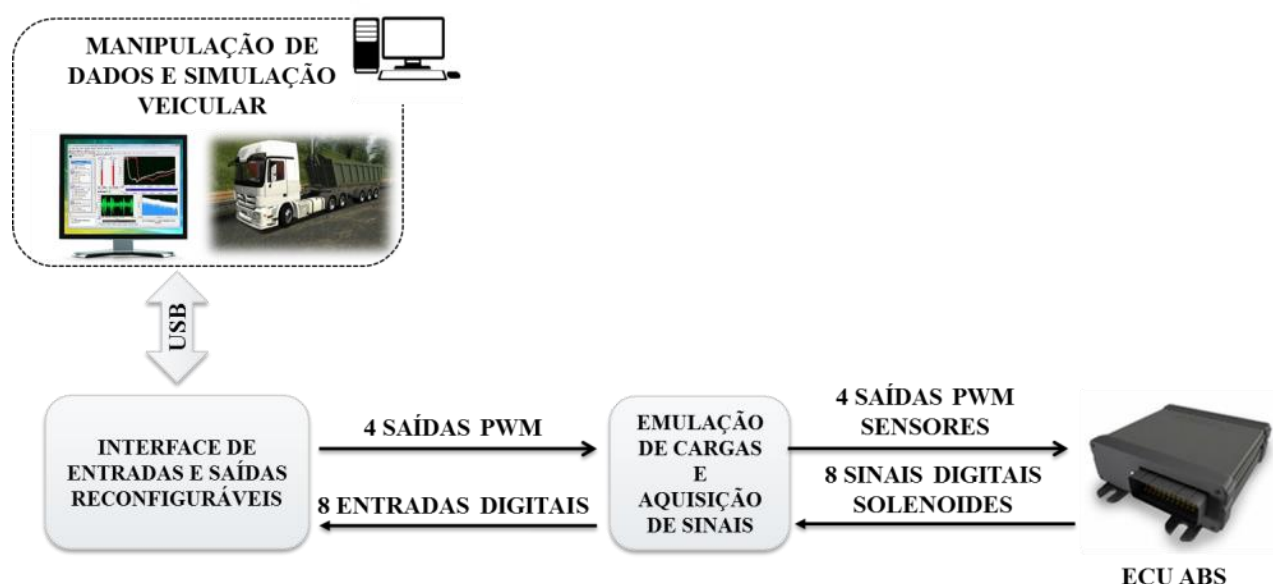 MANIPULAÇÃO DE
DADOS E SIMULAÇÃO
VEICULAR
USB
INTERFACE DE
ENTRADAS E SAÍDAS
RECONFIGURÁVEIS
4 SAÍDAS PWM
8 ENTRADAS DIGITAIS
EMULAÇÃO
DE CARGAS
E
AQUISIÇÃO
DE SINAIS
4 SAÍDAS PWM
SENSORES
8 SINAIS DIGITAIS
SOLENOIDES
ECU ABS